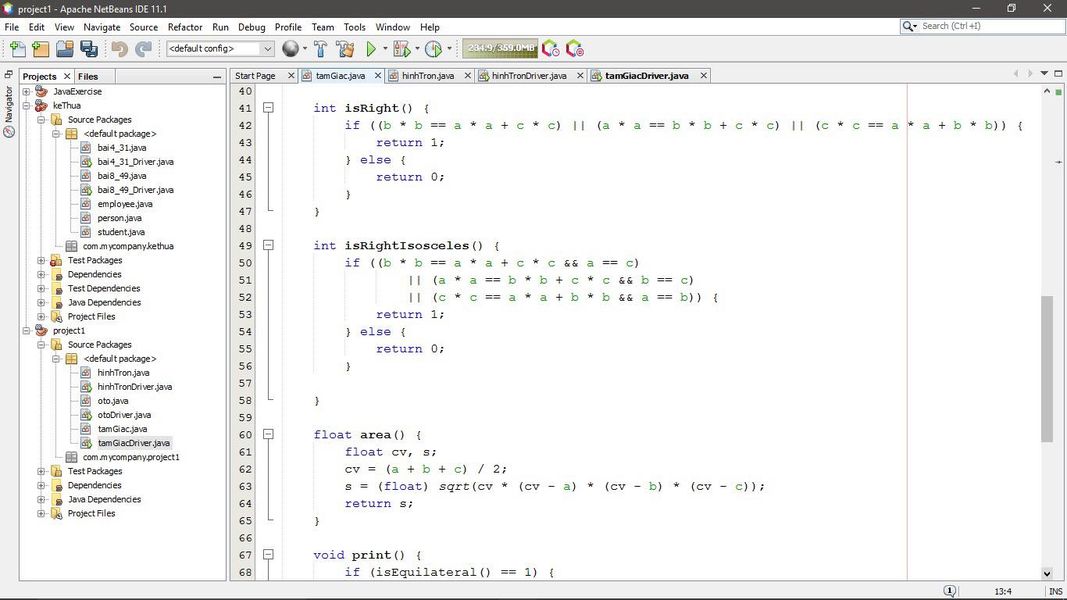 project1 - Apache NetBeans IDE 11.1
File Edit View Navigate Source Refactor Run Debug Profile Team Tools Window Help
Search (Ctrl+I)
<default config>
284.9/359.0MB
Projects Files
Start Page tamGiac.java hinhTron.java hinhTronDriver.java tamGiacDriver.java
Navigator
JavaExercise
keThua
Source Packages
<default package>
bai4_31.java
bai4_31_Driver.java
bai8_49.java
bai8_49_Driver.java
employee.java
person.java
student.java
com.mycompany.kethua
Test Packages
Dependencies
Test Dependencies
Java Dependencies
Project Files
project1
Source Packages
<default package>
hinhTron.java
hinhTronDriver.java
oto.java
otoDriver.java
tamGiac.java
tamGiacDriver.java
com.mycompany.project1
Test Packages
Dependencies
Java Dependencies
Project Files
40
41 int isRight() {
42 if ((b * b == a * a + c * c) || (a * a == b * b + c * c) || (c * c == a * a + b * b)) {
43 return 1;
44 } else {
45 return 0;
46 }
47 }
48
49 int isRightIsosceles() {
50 if ((b * b == a * a + c * c && a == c)
51 || (a * a == b * b + c * c && b == c)
52 || (c * c == a * a + b * b && a == b)) {
53 return 1;
54 } else {
55 return 0;
56 }
57
58 }
59
60 float area() {
61 float cv, s;
62 cv = (a + b + c) / 2;
63 s = (float) sqrt(cv * (cv - a) * (cv - b) * (cv - c));
64 return s;
65 }
66
67 void print() {
68 if (isEquilateral() == 1) {
1 13:4 INS